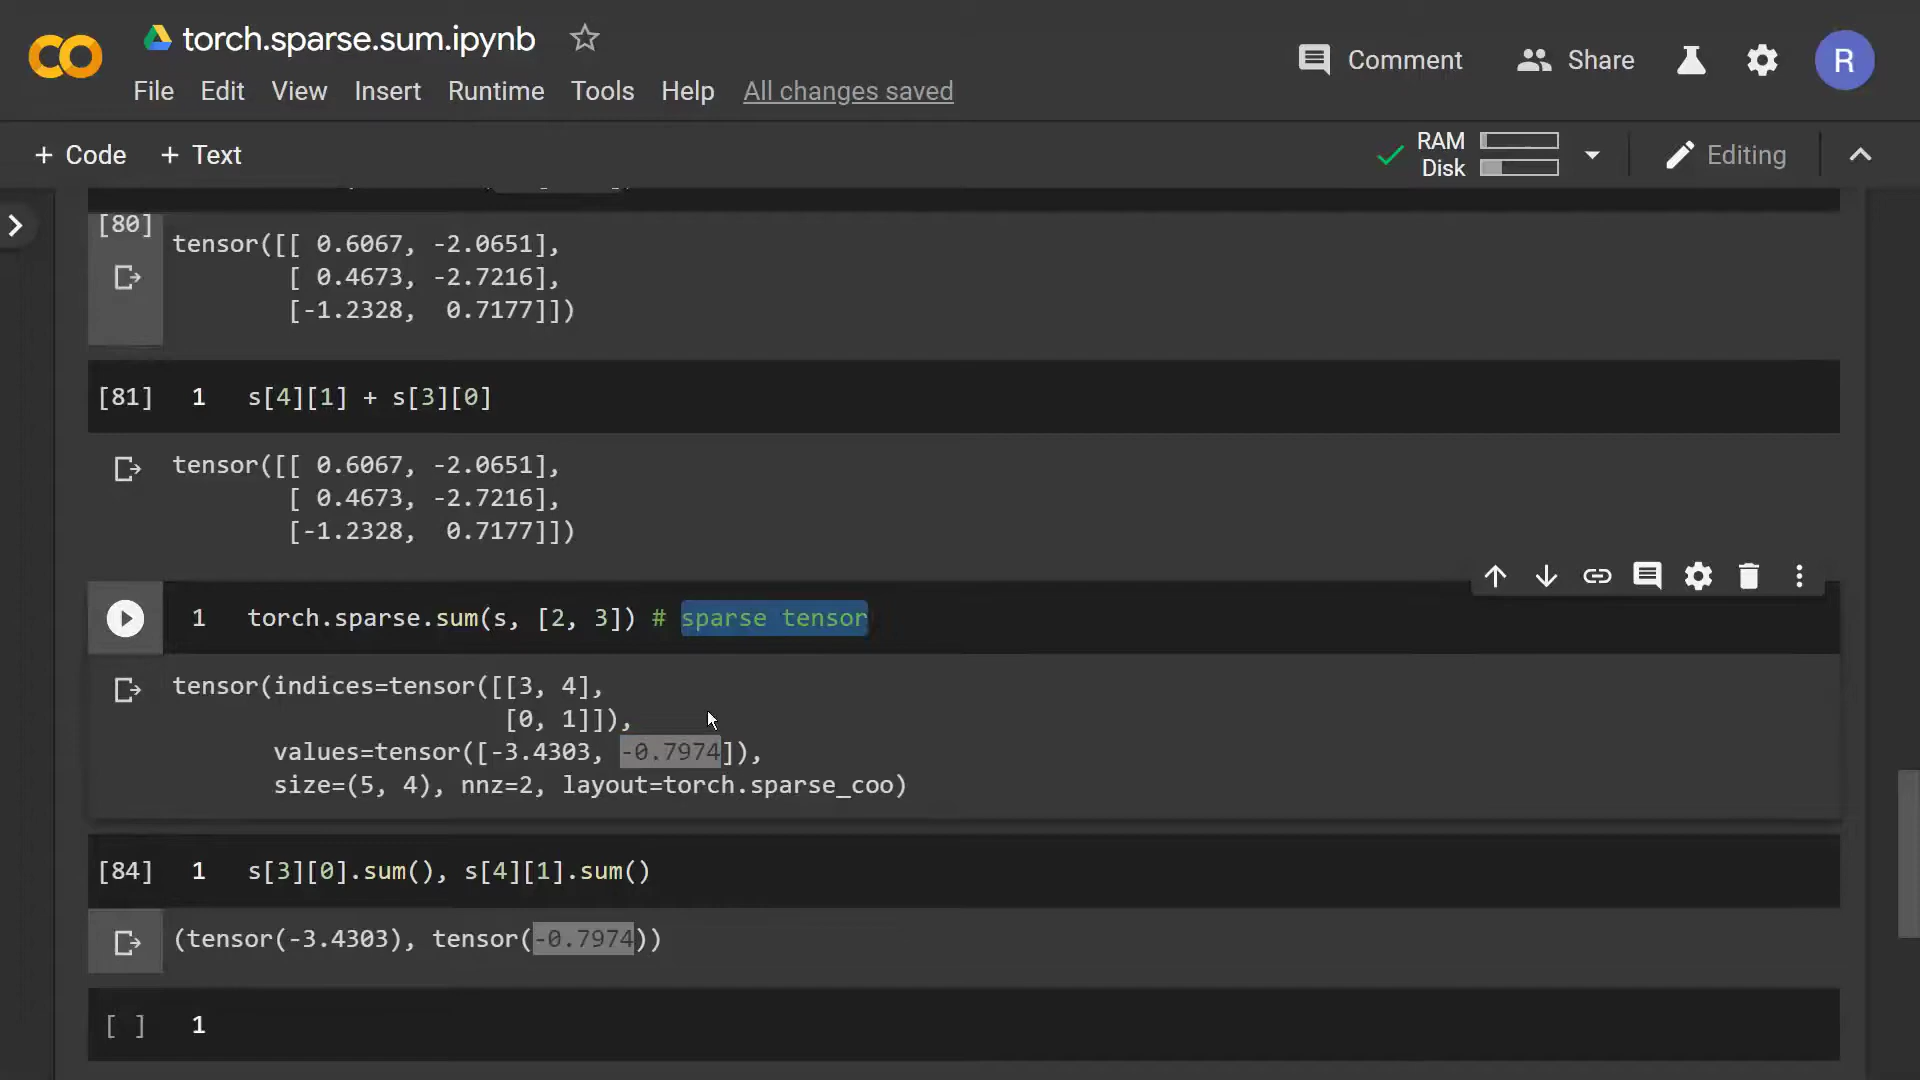 torch.sparse.sum.ipynb
Comment
Share
R
File Edit View Insert Runtime Tools Help All changes saved
+ Code + Text
RAM
Disk
Editing
[80]
tensor([[ 0.6067, -2.0651],
[ 0.4673, -2.7216],
[-1.2328, 0.7177]])
[81] 1 s[4][1] + s[3][0]
tensor([[ 0.6067, -2.0651],
[ 0.4673, -2.7216],
[-1.2328, 0.7177]])
1 torch.sparse.sum(s, [2, 3]) # sparse tensor
tensor(indices=tensor([[3, 4],
[0, 1]]),
values=tensor([-3.4303, -0.7974]),
size=(5, 4), nnz=2, layout=torch.sparse_coo)
[84] 1 s[3][0].sum(), s[4][1].sum()
(tensor(-3.4303), tensor(-0.7974))
[ ] 1